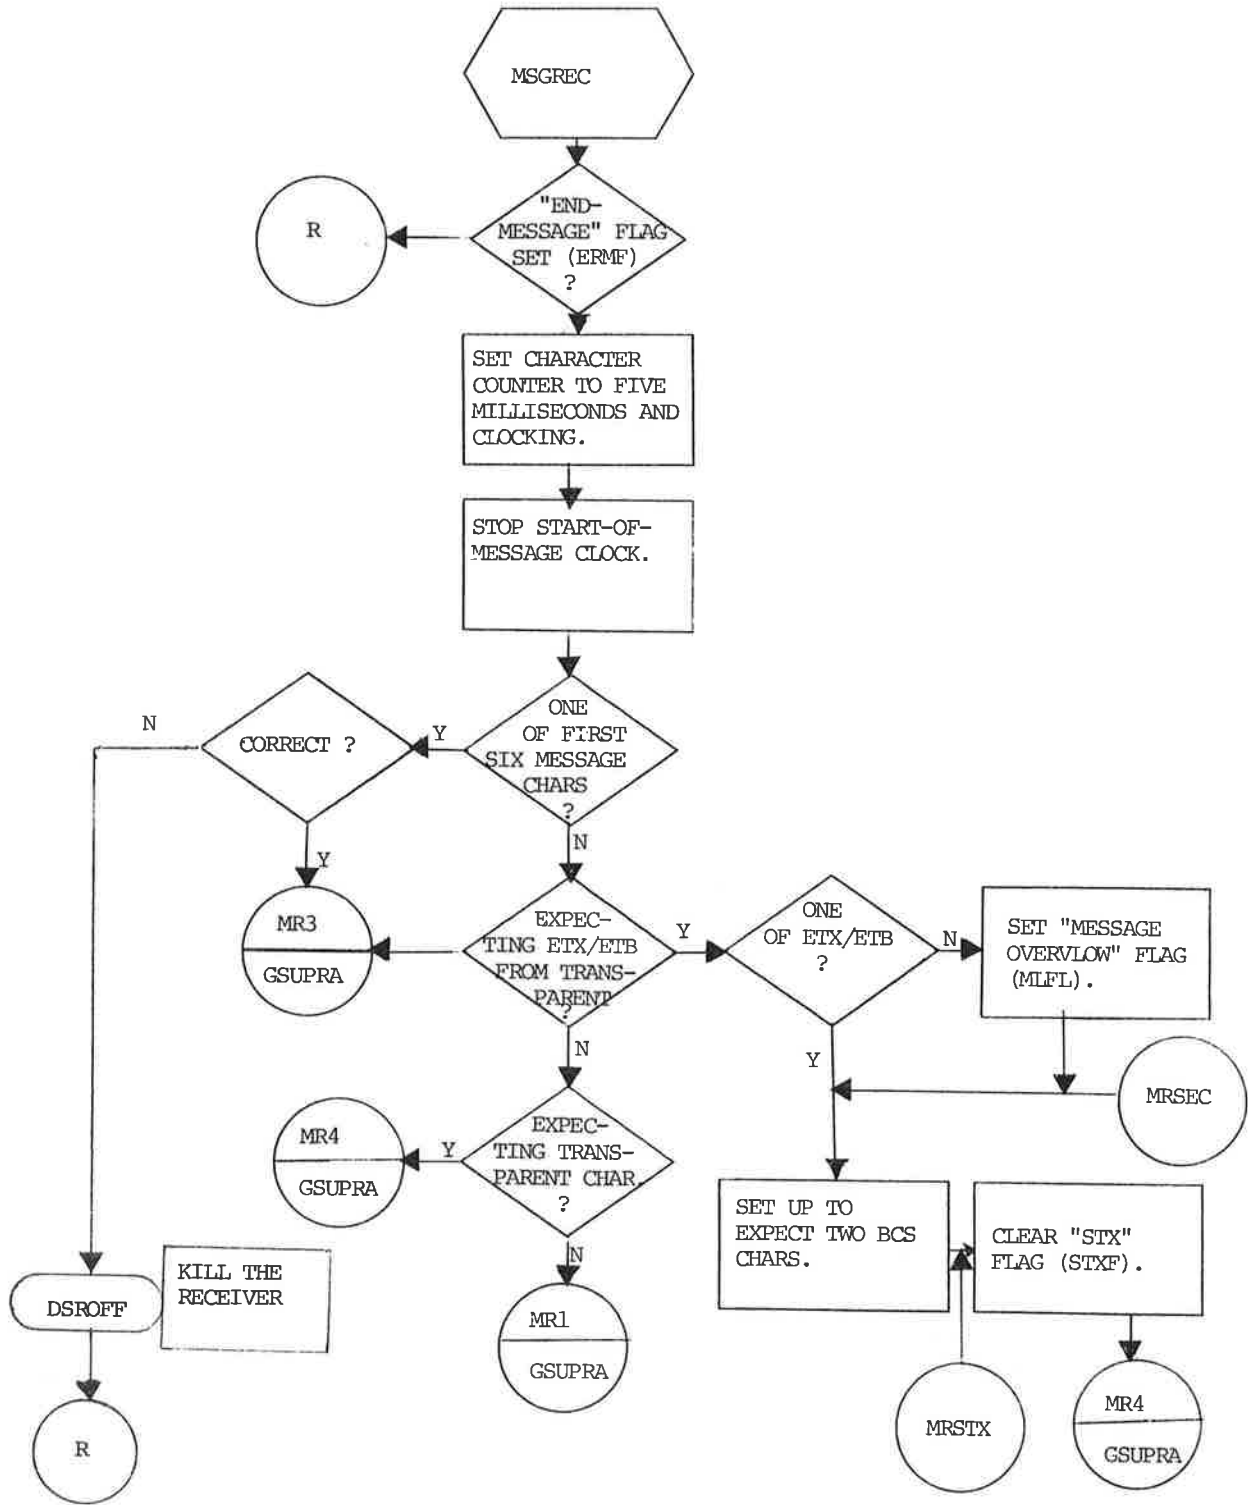 MSGREC
"END-
MESSAGE" FLAG
SET (ERMF)
?
R
SET CHARACTER
COUNTER TO FIVE
MILLISECONDS AND
CLOCKING.
STOP START-OF-
MESSAGE CLOCK.
ONE
OF FIRST
SIX MESSAGE
CHARS
?
Y
CORRECT ?
N
Y
N
MR3
GSUPRA
EXPEC-
TING ETX/ETB
FROM TRANS-
PARENT
?
Y
ONE
OF ETX/ETB
?
N
SET "MESSAGE
OVERVLOW" FLAG
(MLFL).
N
Y
MRSEC
EXPEC-
TING TRANS-
PARENT CHAR.
?
Y
MR4
GSUPRA
N
SET UP TO
EXPECT TWO BCS
CHARS.
CLEAR "STX"
FLAG (STXF).
DSROFF
KILL THE
RECEIVER
MR1
GSUPRA
MRSTX
MR4
GSUPRA
R